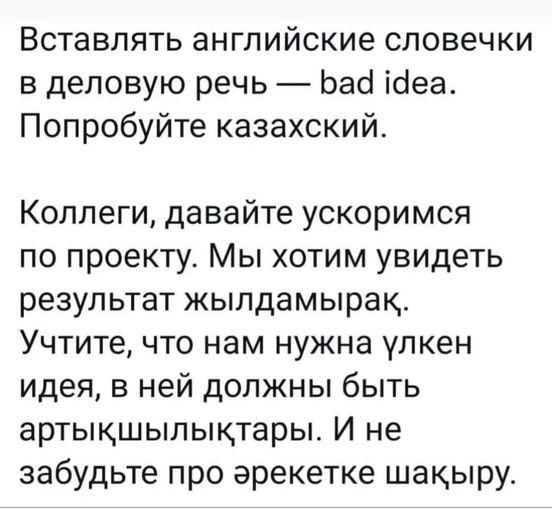 Вставлять английские словечки
в деловую речь — bad idea.
Попробуйте казахский.
Коллеги, давайте ускоримся
по проекту. Мы хотим увидеть
результат жылдамырақ.
Учтите, что нам нужна үлкен
идея, в ней должны быть
артықшылықтары. И не
забудьте про әрекетке шақыру.